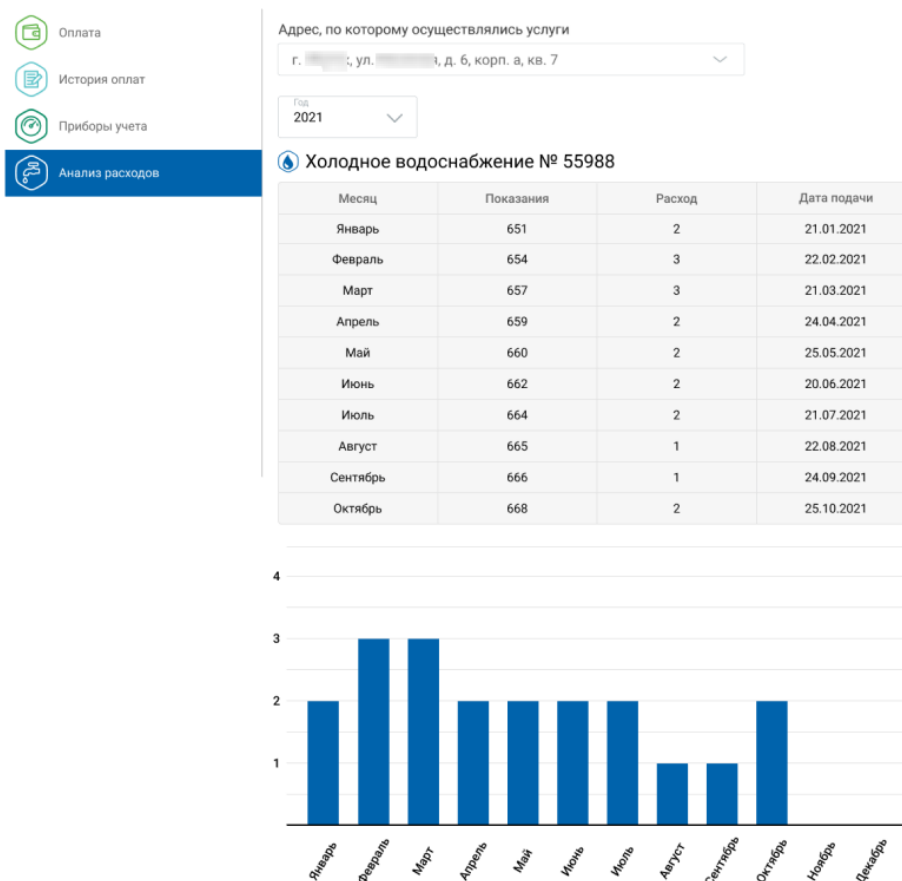 Оплата
История оплат
Приборы учета
Анализ расходов
Адрес, по которому осуществлялись услуги
г. , ул. , д. 6, корп. а, кв. 7
Год
2021
Холодное водоснабжение № 55988
Месяц Показания Расход Дата подачи
Январь 651 2 21.01.2021
Февраль 654 3 22.02.2021
Март 657 3 21.03.2021
Апрель 659 2 24.04.2021
Май 660 2 25.05.2021
Июнь 662 2 20.06.2021
Июль 664 2 21.07.2021
Август 665 1 22.08.2021
Сентябрь 666 1 24.09.2021
Октябрь 668 2 25.10.2021
4
3
2
1
Январь Февраль Март Апрель Май Июнь Июль Август Сентябрь Октябрь Ноябрь Декабрь